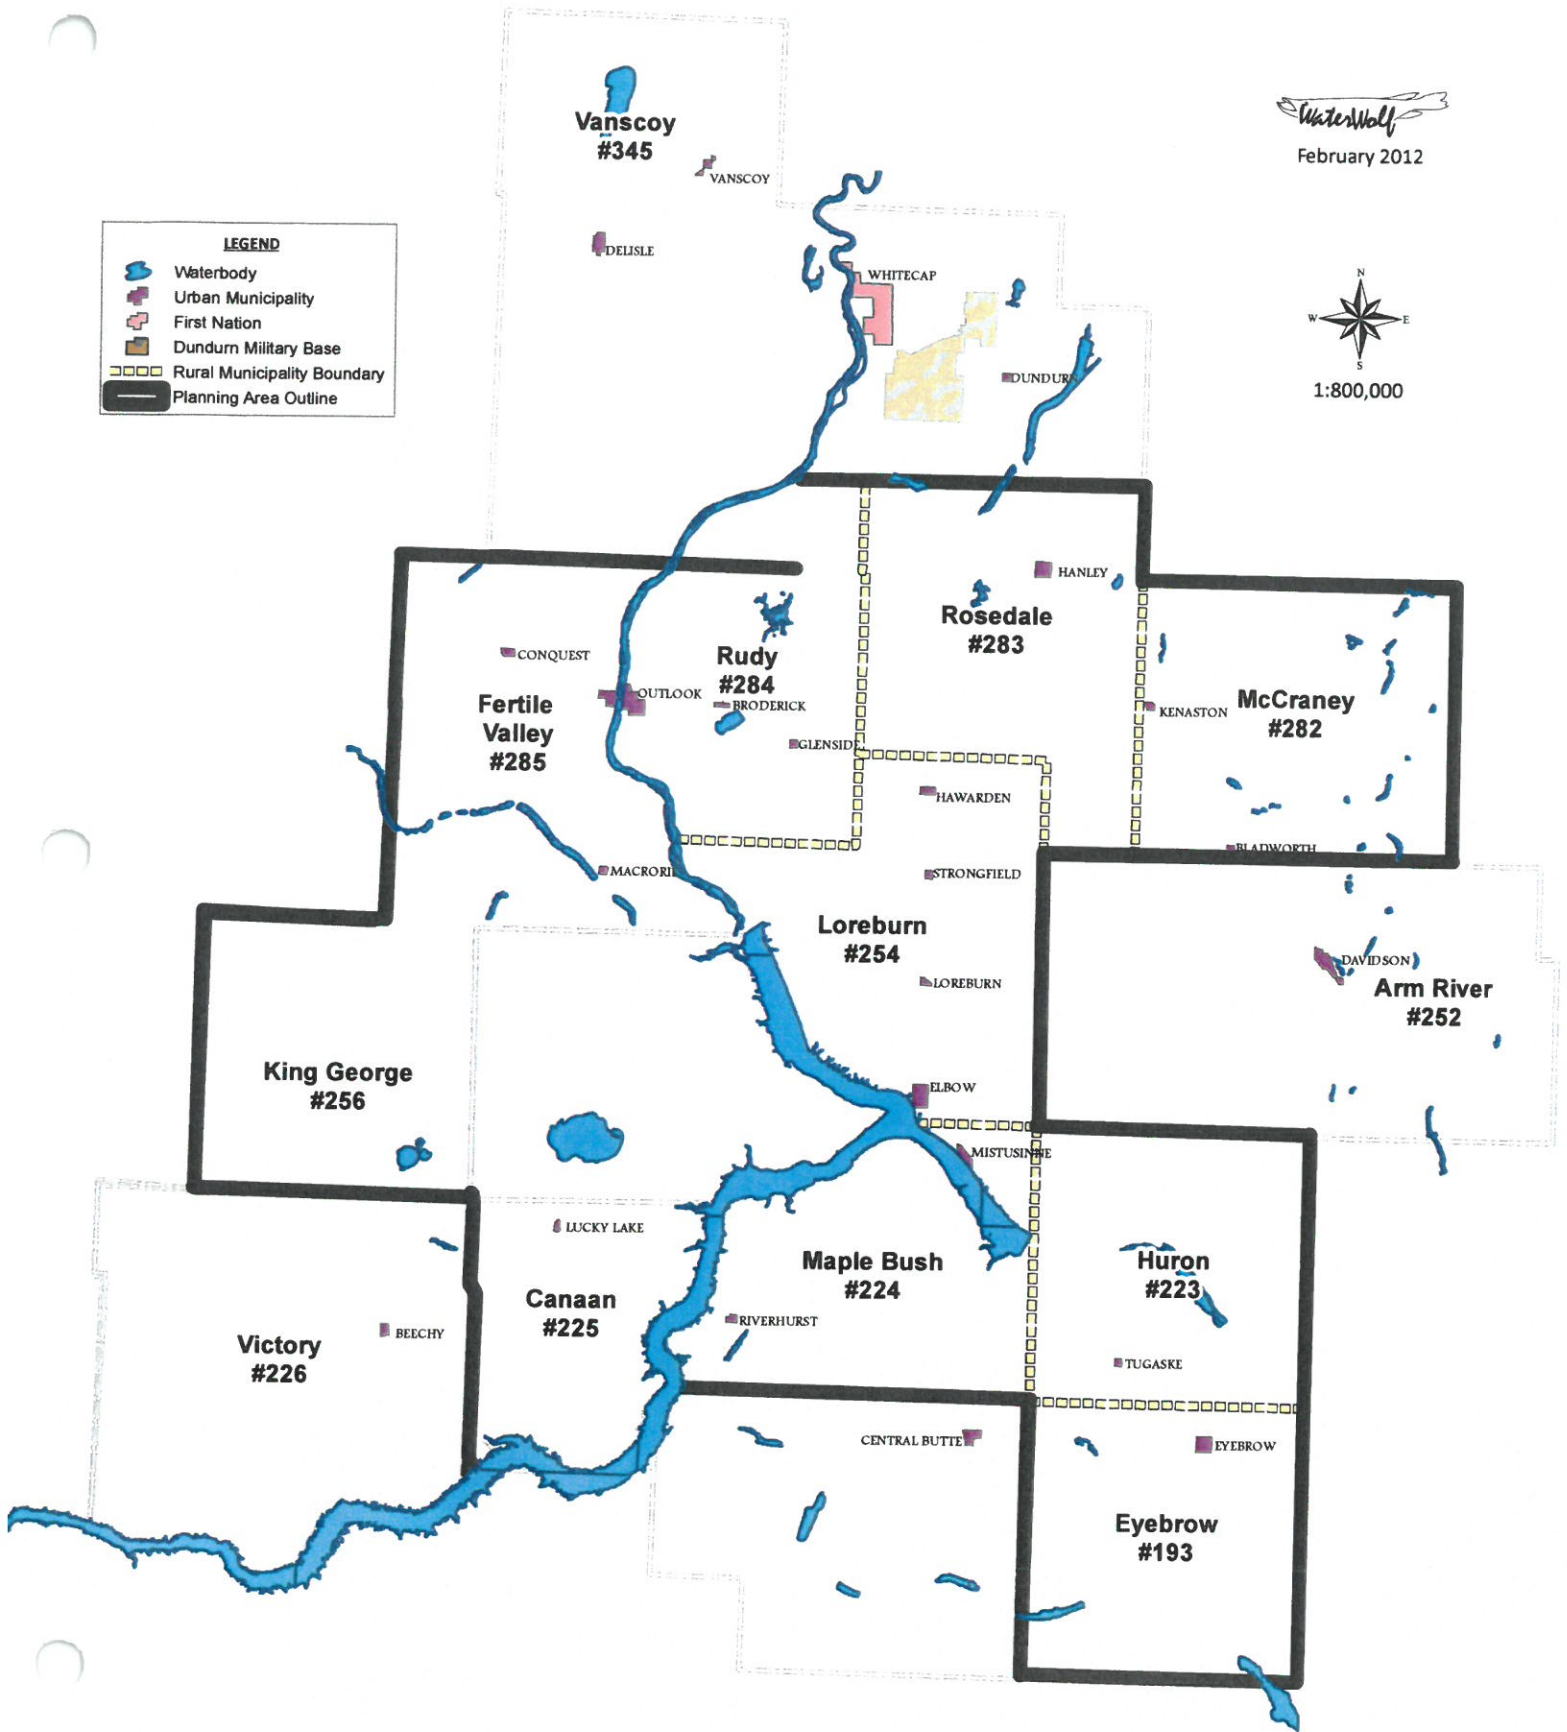 WaterWolf
February 2012
Vanscoy
#345
VANSCOY
DELISLE
LEGEND
Waterbody
Urban Municipality
First Nation
Dundurn Military Base
Rural Municipality Boundary
Planning Area Outline
WHITECAP
DUNDURN
N
W
E
S
1:800,000
HANLEY
Rosedale
#283
CONQUEST
Rudy
#284
OUTLOOK
BRODERICK
Fertile
Valley
#285
GLENSIDE
KENASTON
McCraney
#282
HAWARDEN
BLADWORTH
MACRORIE
STRONGFIELD
Loreburn
#254
LOREBURN
DAVIDSON
Arm River
#252
King George
#256
ELBOW
MISTUSINNE
LUCKY LAKE
Maple Bush
#224
Huron
#223
Canaan
#225
RIVERHURST
Victory
#226
BEECHY
TUGASKE
CENTRAL BUTTE
EYEBROW
Eyebrow
#193